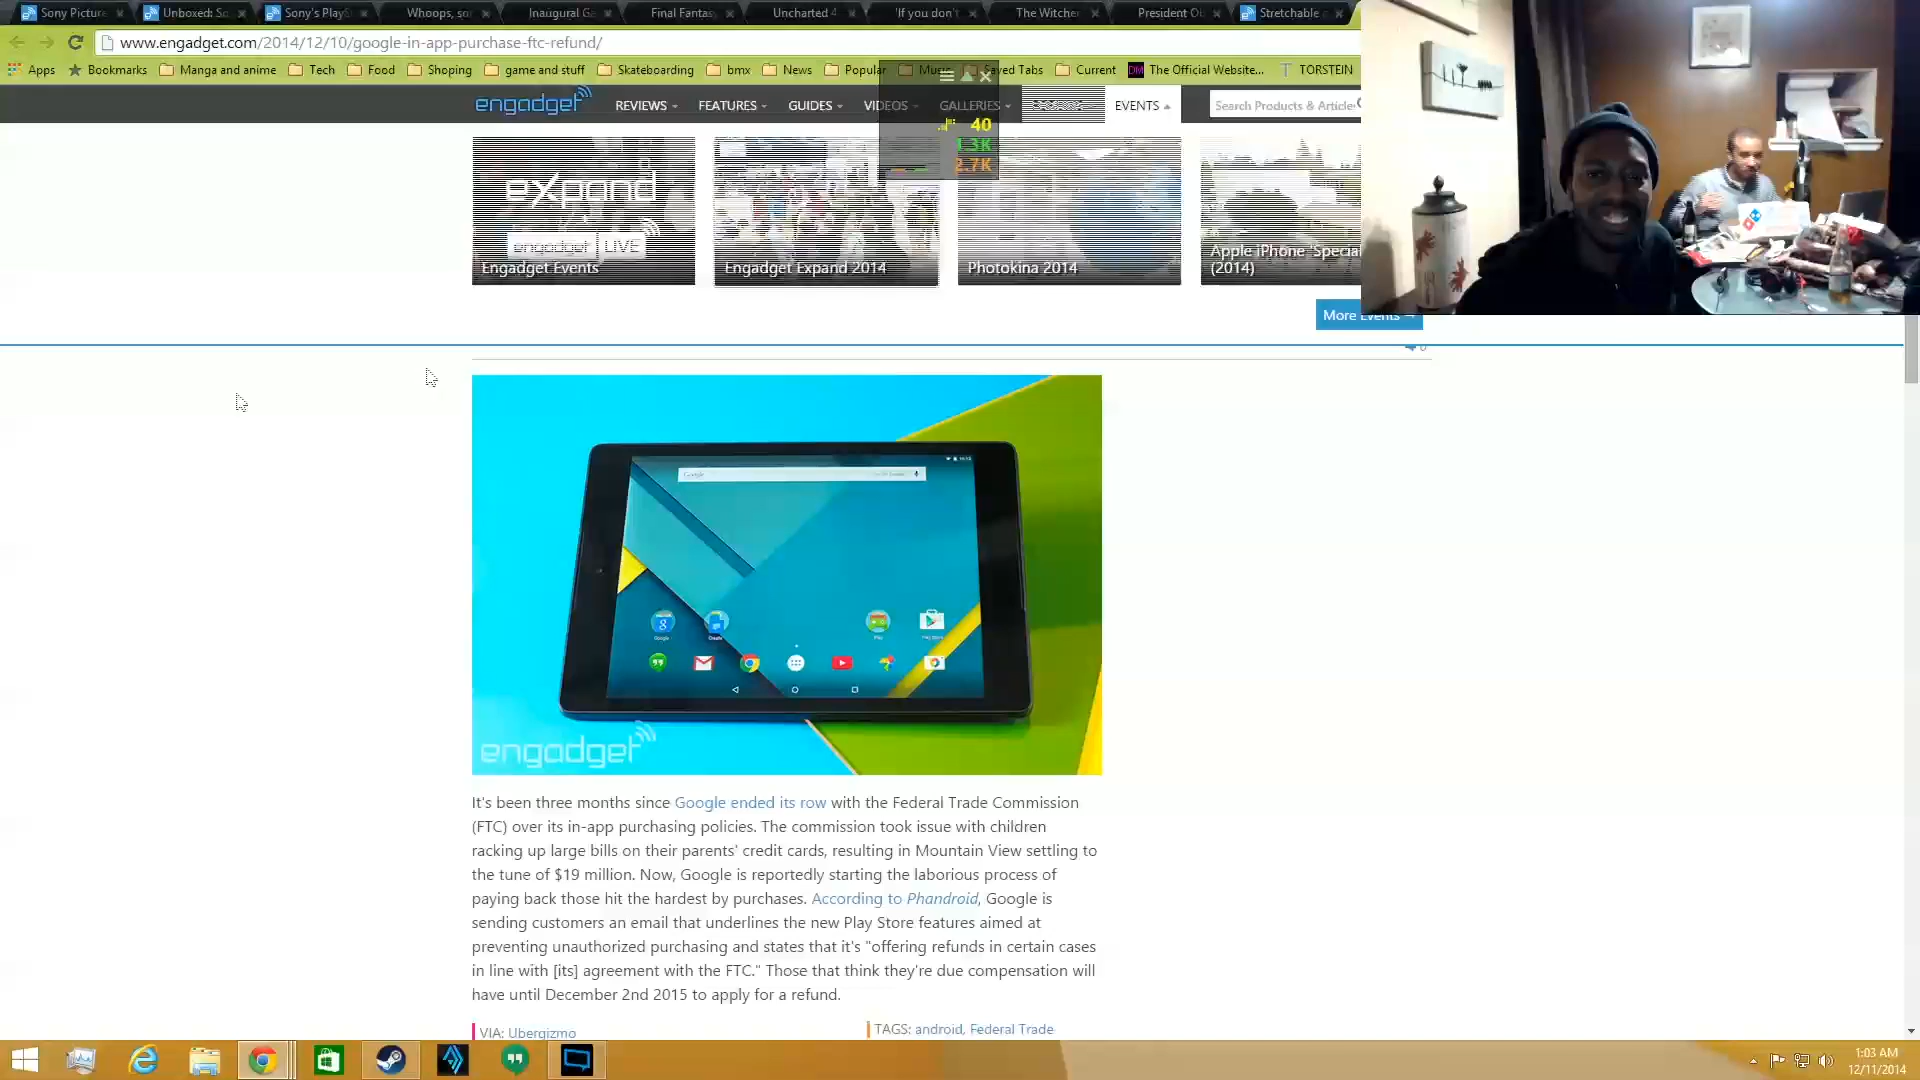 Sony Picture
Unboxed: So
Sony's PlayS
Whoops, so
Inaugural G
Final Fantas
Uncharted 4
'If you don't
The Witcher
President Ob
Stretchable
www.engadget.com/2014/12/10/google-in-app-purchase-ftc-refund/
Apps
Bookmarks
Manga and anime
Tech
Food
Shoping
game and stuff
Skateboarding
bmx
News
Popular
Music
Saved Tabs
Current
DM The Official Website...
T TORSTEIN
engadget
REVIEWS
FEATURES
GUIDES
VIDEOS
GALLERIES
EVENTS
Search Products & Article
40
1.3K
2.7K
expand
engadget LIVE
Engadget Events
Engadget Expand 2014
Photokina 2014
Apple iPhone 'Special
(2014)
More Events
0
Google
engadget
It's been three months since Google ended its row with the Federal Trade Commission
(FTC) over its in-app purchasing policies. The commission took issue with children
racking up large bills on their parents' credit cards, resulting in Mountain View settling to
the tune of $19 million. Now, Google is reportedly starting the laborious process of
paying back those hit the hardest by purchases. According to Phandroid, Google is
sending customers an email that underlines the new Play Store features aimed at
preventing unauthorized purchasing and states that it's "offering refunds in certain cases
in line with [its] agreement with the FTC." Those that think they're due compensation will
have until December 2nd 2015 to apply for a refund.
VIA: Ubergizmo
TAGS: android, Federal Trade
1:03 AM
12/11/2014